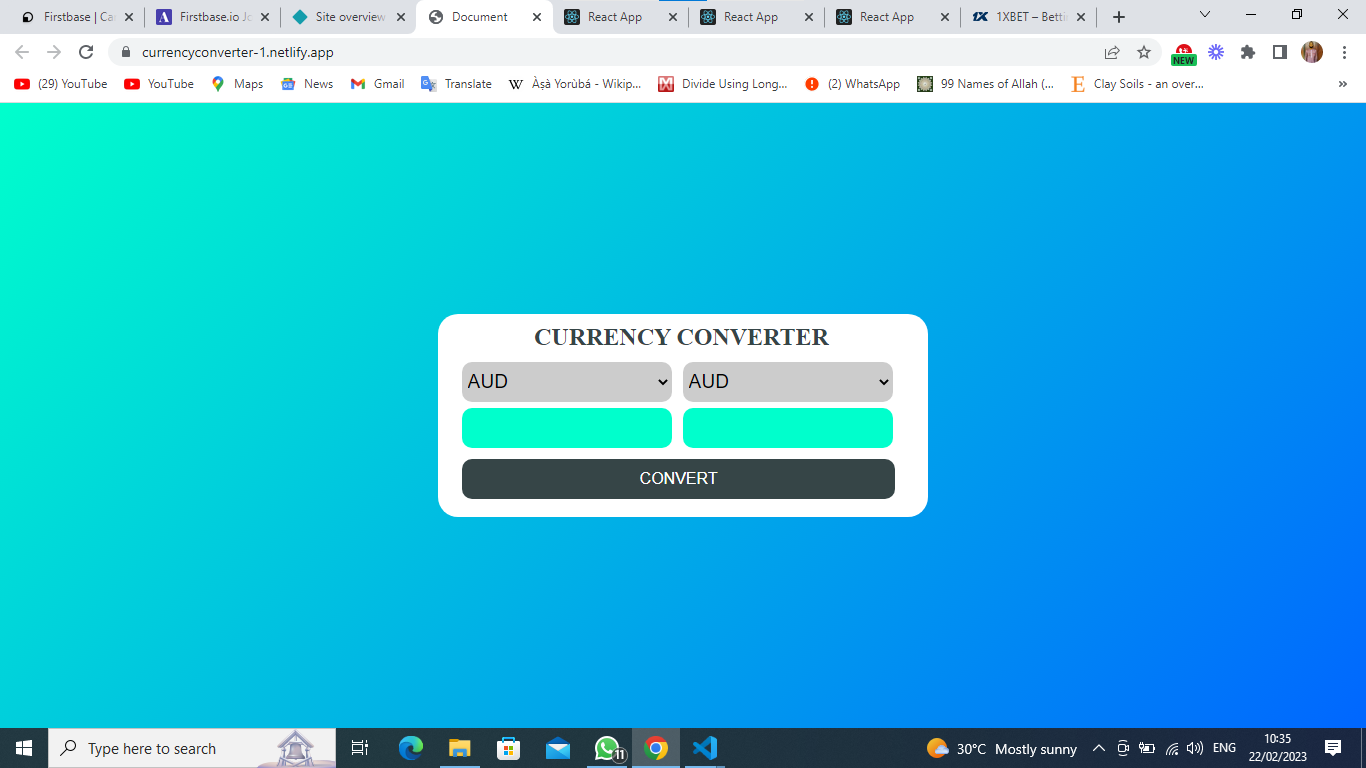 Firstbase | Ca
Firstbase.io Jo
Site overview
Document
React App
React App
React App
1XBET – Bettin
currencyconverter-1.netlify.app
NEW
(29) YouTube
YouTube
Maps
News
Gmail
Translate
Àṣà Yorùbá - Wikip...
Divide Using Long...
(2) WhatsApp
99 Names of Allah (...
Clay Soils - an over...
»
CURRENCY CONVERTER
AUD
AUD
CONVERT
Type here to search
11
30°C Mostly sunny
ENG
10:35
22/02/2023